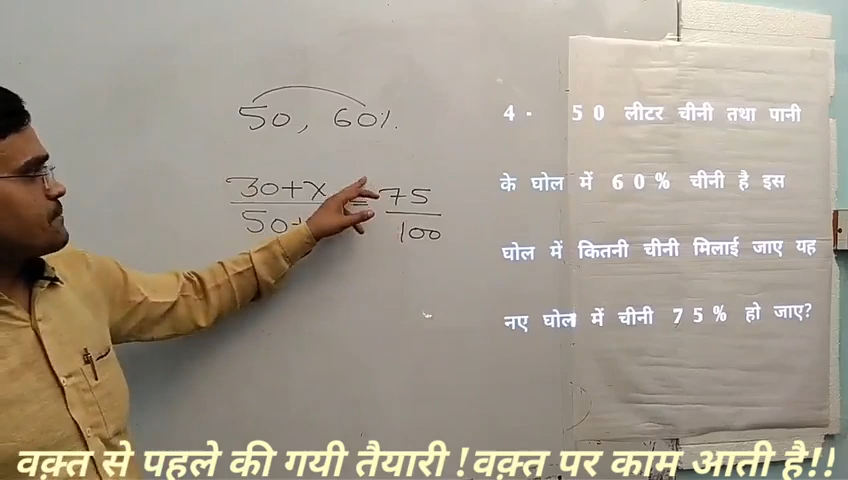 50, 60%.
30+x = 75
50+ 100
4. 50 लीटर चीनी तथा पानी
के घोल में 60% चीनी है इस
घोल में कितनी चीनी मिलाई जाए यह
नए घोल में चीनी 75% हो जाए?
वक़्त से पहले की गयी तैयारी ! वक़्त पर काम आती है!!